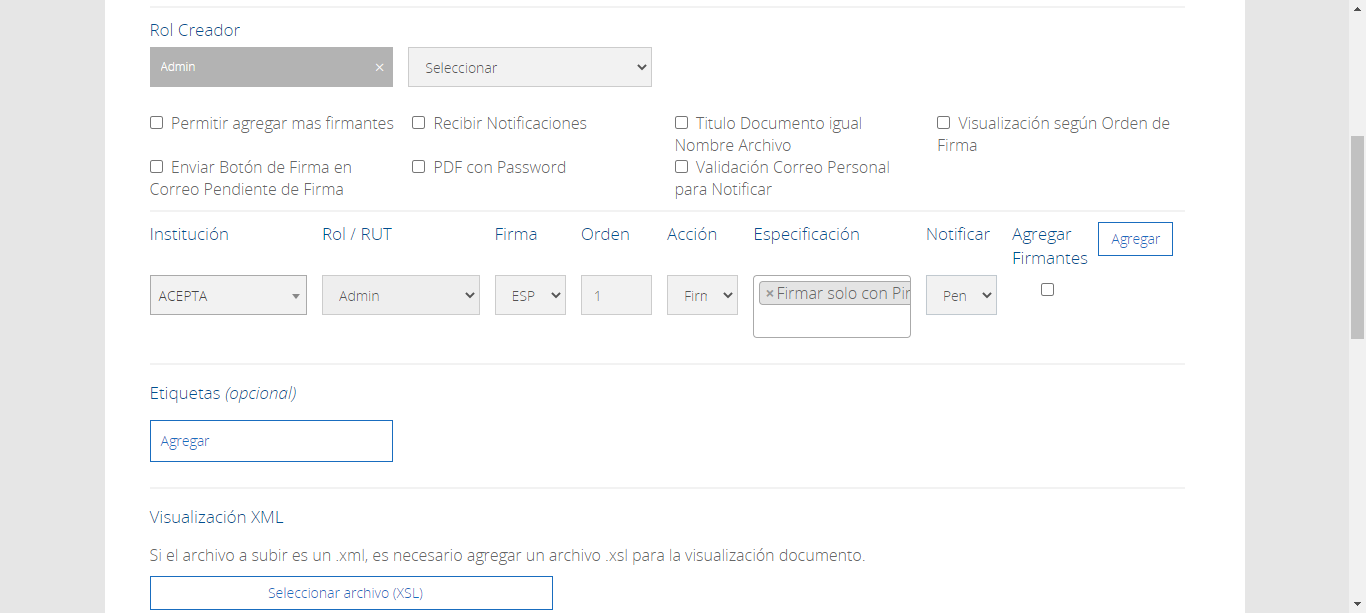 Rol Creador
Admin × Seleccionar
Permitir agregar mas firmantes Recibir Notificaciones Titulo Documento igual Nombre Archivo Visualización según Orden de Firma
Enviar Botón de Firma en Correo Pendiente de Firma PDF con Password Validación Correo Personal para Notificar
Institución Rol / RUT Firma Orden Acción Especificación Notificar Agregar Firmantes Agregar
ACEPTA Admin ESP 1 Firn × Firmar solo con Pin Pen
Etiquetas (opcional)
Agregar
Visualización XML
Si el archivo a subir es un .xml, es necesario agregar un archivo .xsl para la visualización documento.
Seleccionar archivo (XSL)